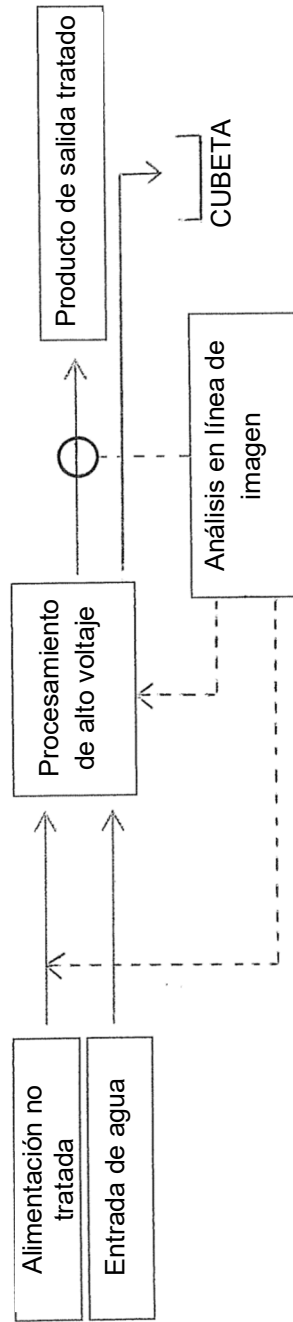 Alimentación no
tratada
Entrada de agua
Procesamiento
de alto voltaje
Producto de salida tratado
CUBETA
Análisis en línea de
imagen